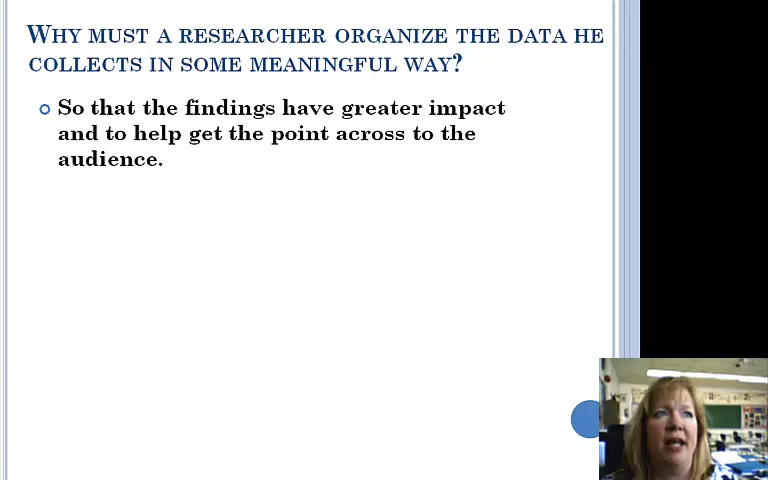 Why must a researcher organize the data he
collects in some meaningful way?
So that the findings have greater impact
and to help get the point across to the
audience.